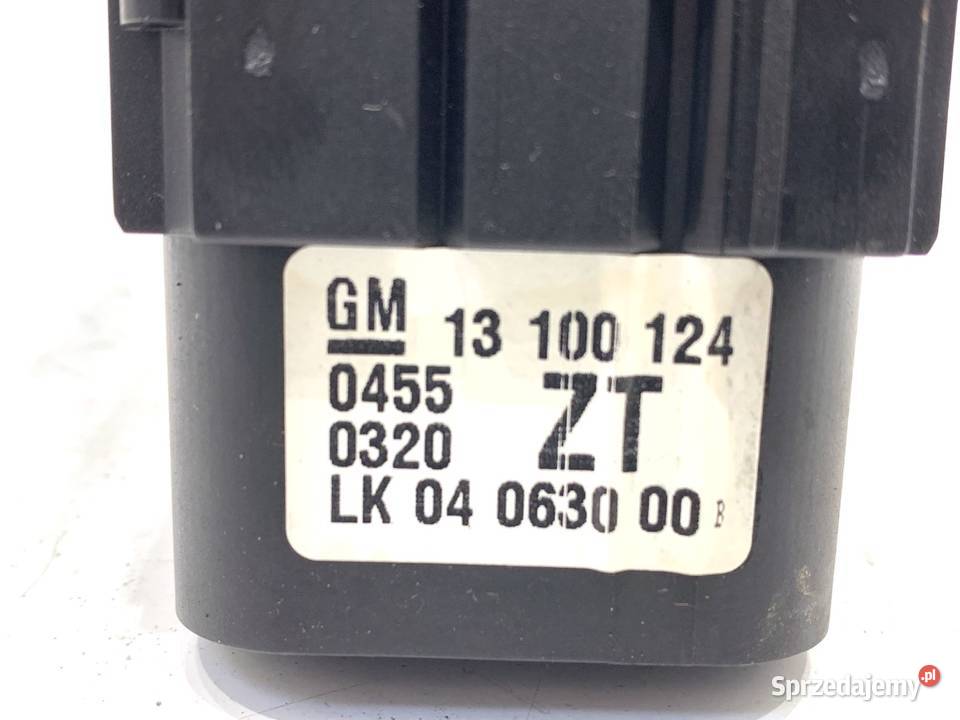 GM 13 100 124
0455 ZT
0320
LK 04 0630 00 B
Sprzedajemy.pl